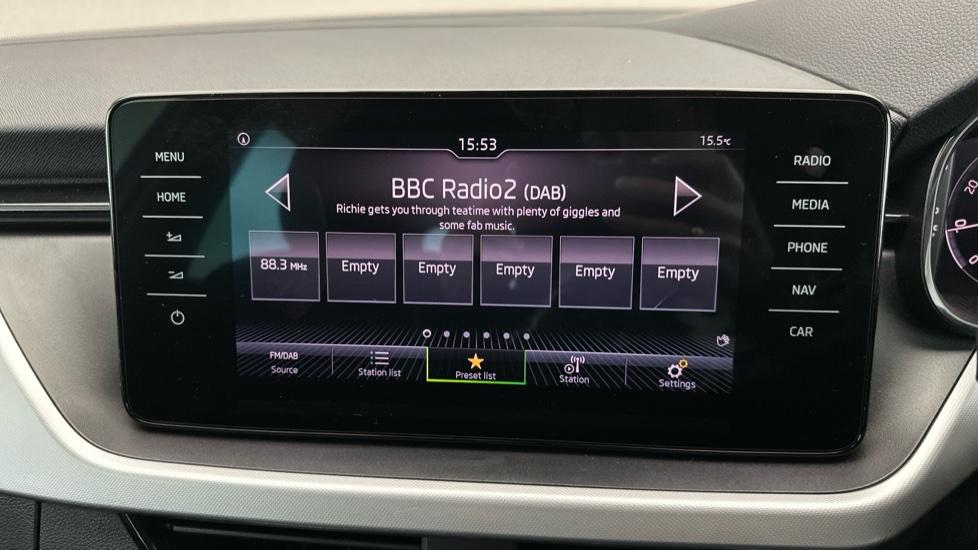 MENU
HOME
15:53
15.5°C
BBC Radio2 (DAB)
Richie gets you through teatime with plenty of giggles and
some fab music.
88.3 MHz
Empty
Empty
Empty
Empty
Empty
FM/DAB
Source
Station list
Preset list
Station
Settings
RADIO
MEDIA
PHONE
NAV
CAR